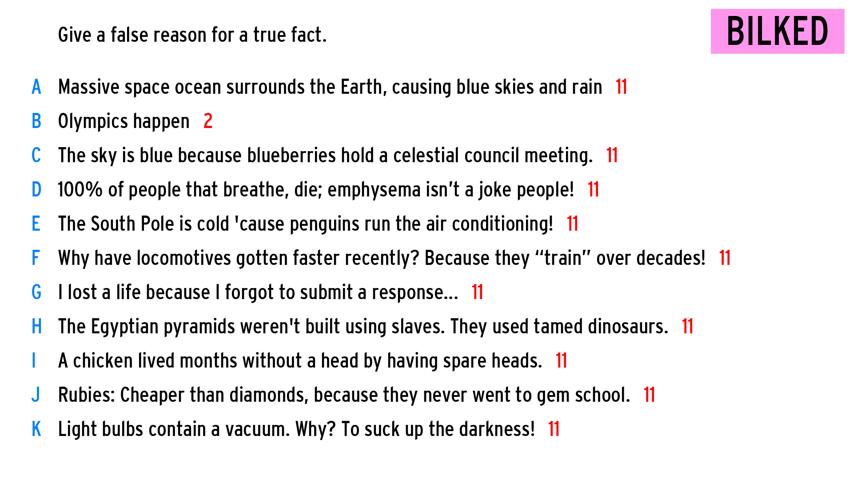 Give a false reason for a true fact.
BILKED
A Massive space ocean surrounds the Earth, causing blue skies and rain 11
B Olympics happen 2
C The sky is blue because blueberries hold a celestial council meeting. 11
D 100% of people that breathe, die; emphysema isn't a joke people! 11
E The South Pole is cold 'cause penguins run the air conditioning! 11
F Why have locomotives gotten faster recently? Because they “train” over decades! 11
G I lost a life because I forgot to submit a response... 11
H The Egyptian pyramids weren't built using slaves. They used tamed dinosaurs. 11
I A chicken lived months without a head by having spare heads. 11
J Rubies: Cheaper than diamonds, because they never went to gem school. 11
K Light bulbs contain a vacuum. Why? To suck up the darkness! 11